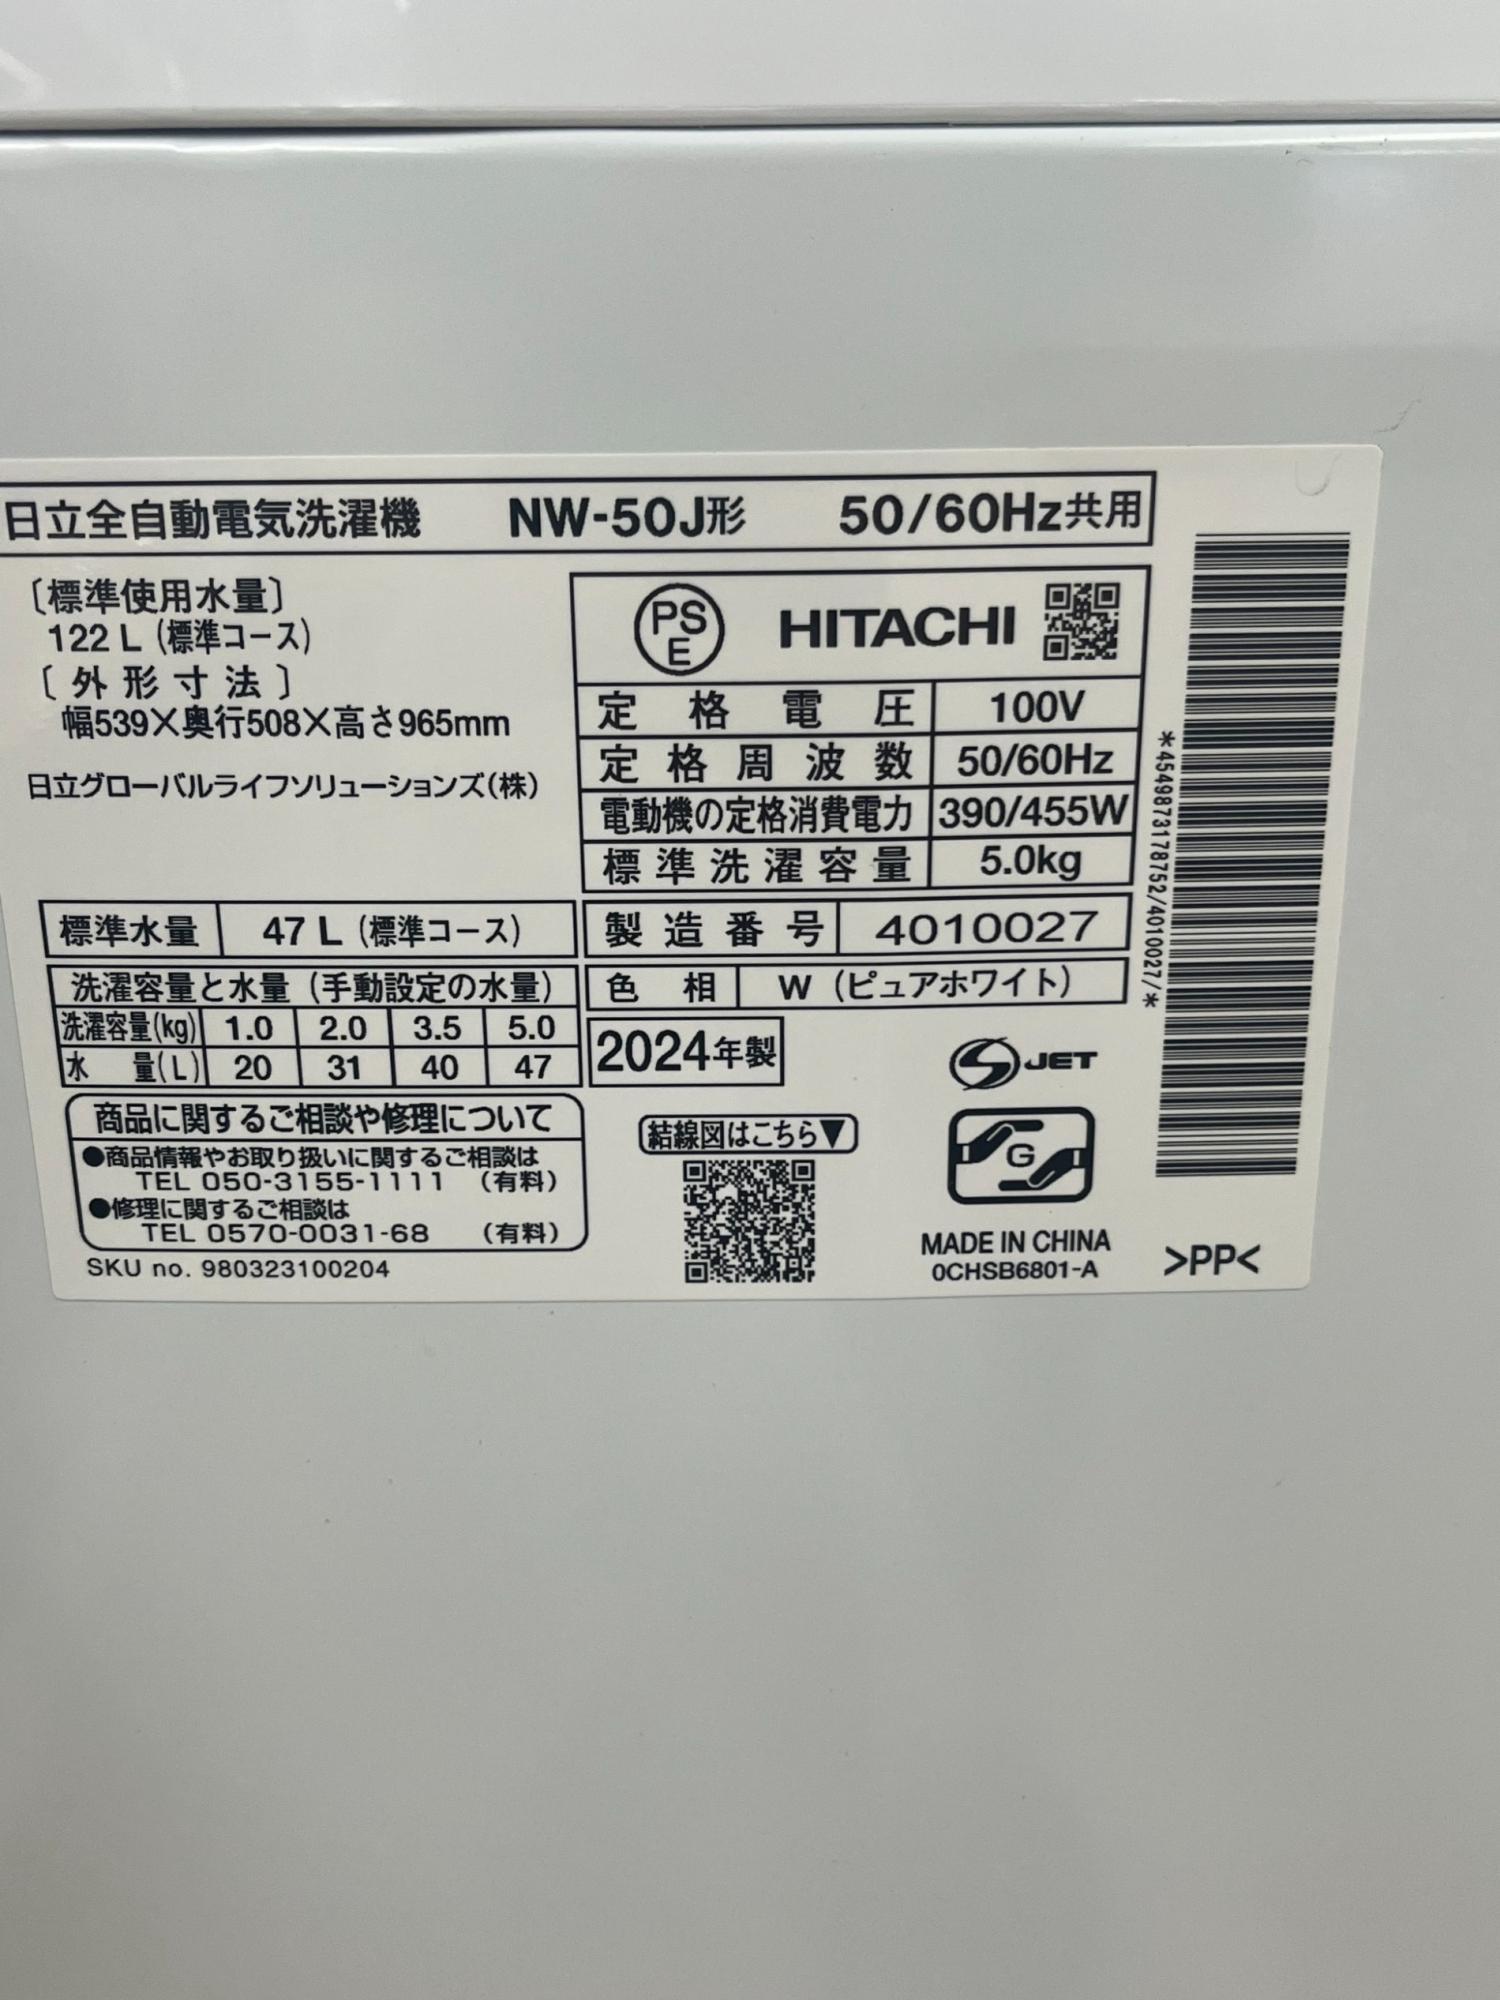 日立全自動電気洗濯機 NW-50J形 50/60Hz共用
〔標準使用水量〕
122 L (標準コース)
〔外形寸法〕
幅539×奥行508×高さ965mm
日立グローバルライフソリューションズ(株)
PS
E
HITACHI
定格電圧 100V
定格周波数 50/60Hz
電動機の定格消費電力 390/455W
標準洗濯容量 5.0kg
標準水量 47 L (標準コース)
製造番号 4010027
洗濯容量と水量 (手動設定の水量)
洗濯容量(kg) 1.0 2.0 3.5 5.0
水量(L) 20 31 40 47
色相 W (ピュアホワイト)
2024年製
商品に関するご相談や修理について
●商品情報やお取り扱いに関するご相談は
TEL 050-3155-1111 (有料)
●修理に関するご相談は
TEL 0570-0031-68 (有料)
SKU no. 980323100204
結線図はこちら▼
JET
G
MADE IN CHINA
0CHSB6801-A
>PP<
*4549873178752/4010027/*